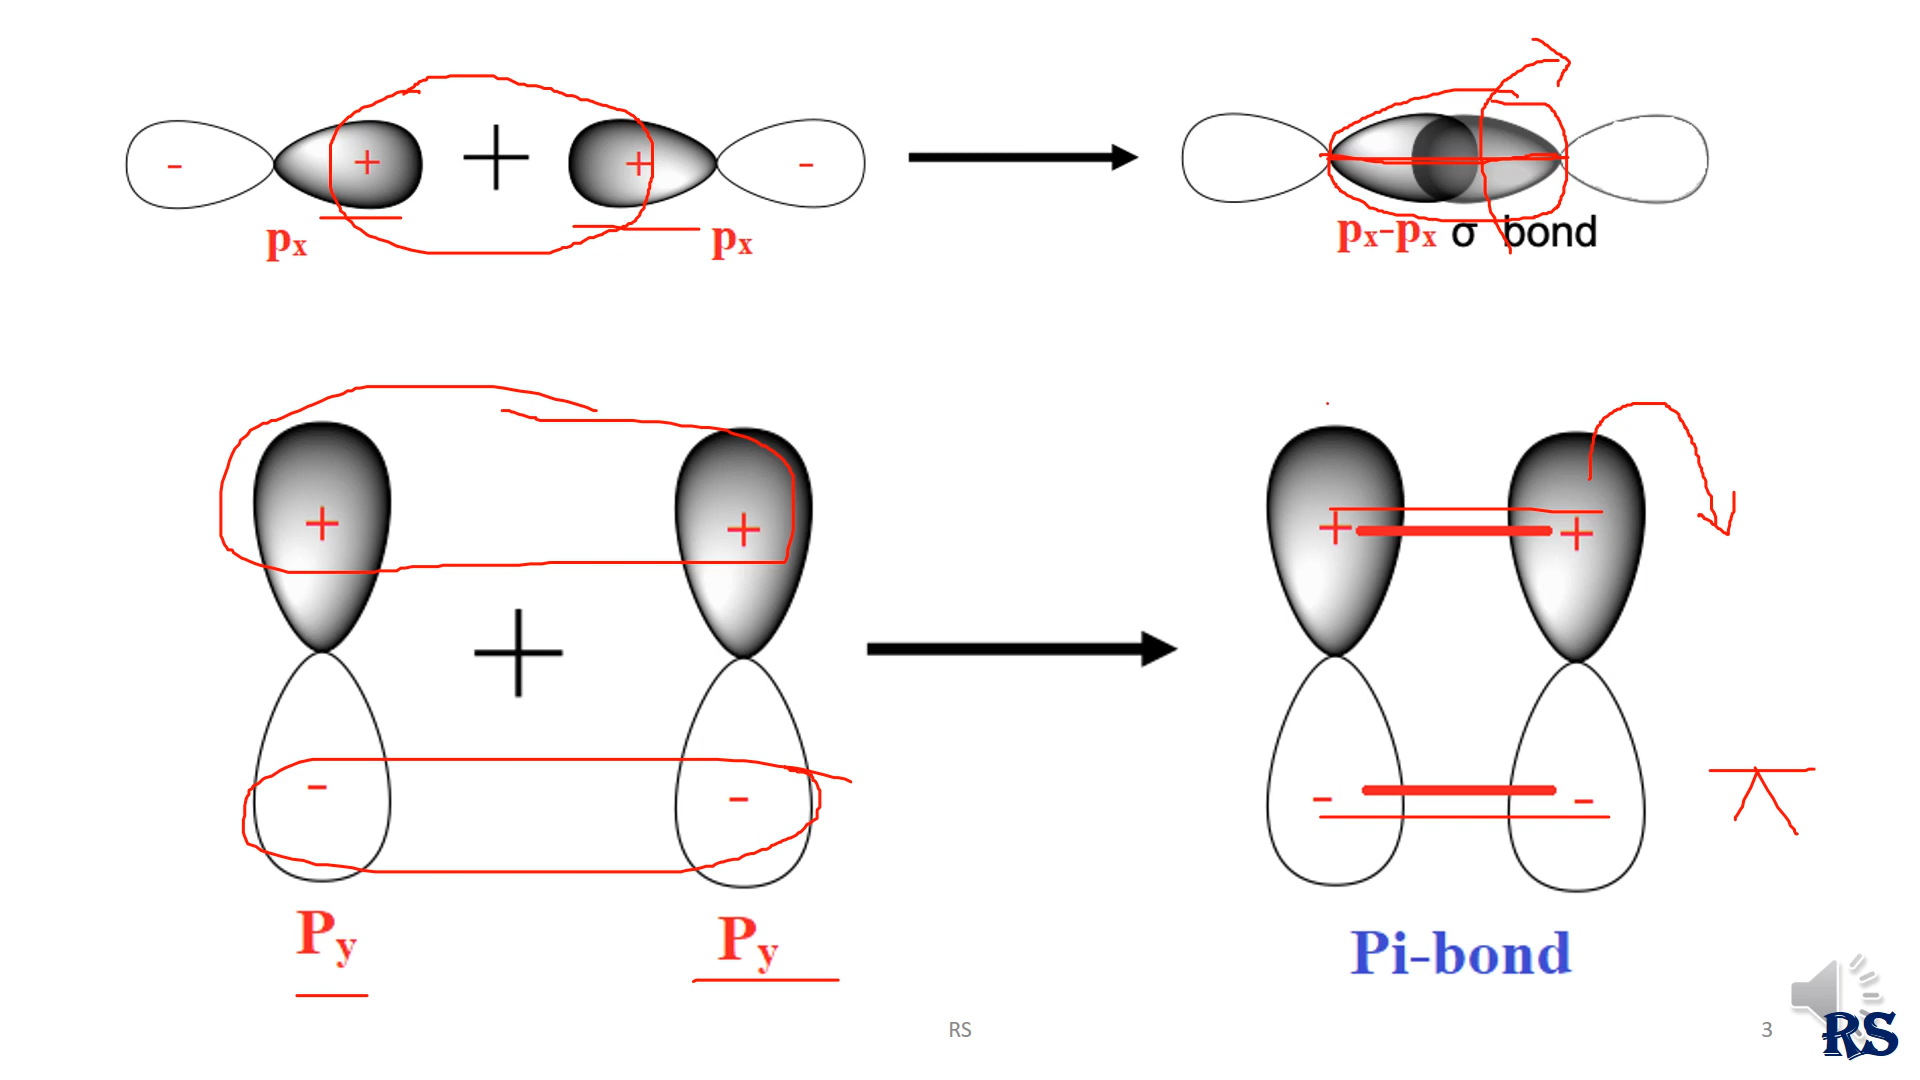 - + + + -
px px
px-px σ bond
+ + + +
+
- - - -
π
Py Py
Pi-bond
RS
3
RS